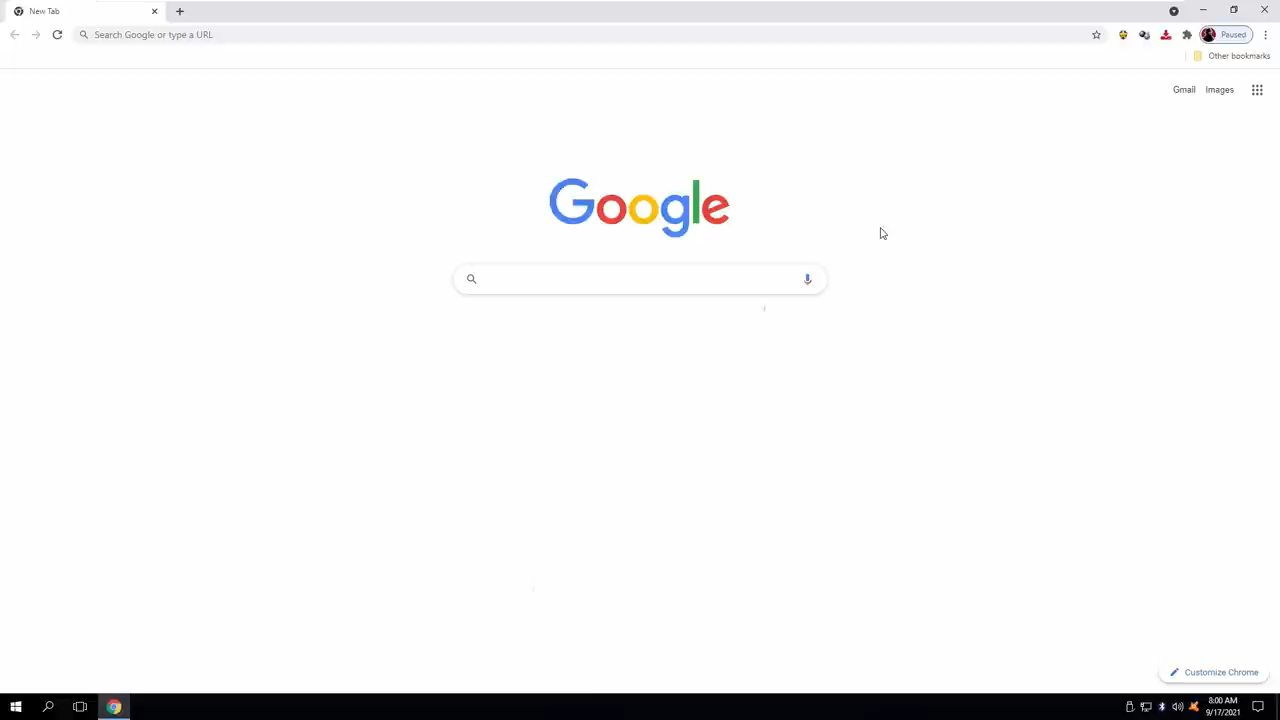 New Tab
Search Google or type a URL
Paused
Other bookmarks
Gmail Images
Google
Customize Chrome
8:00 AM
9/17/2021